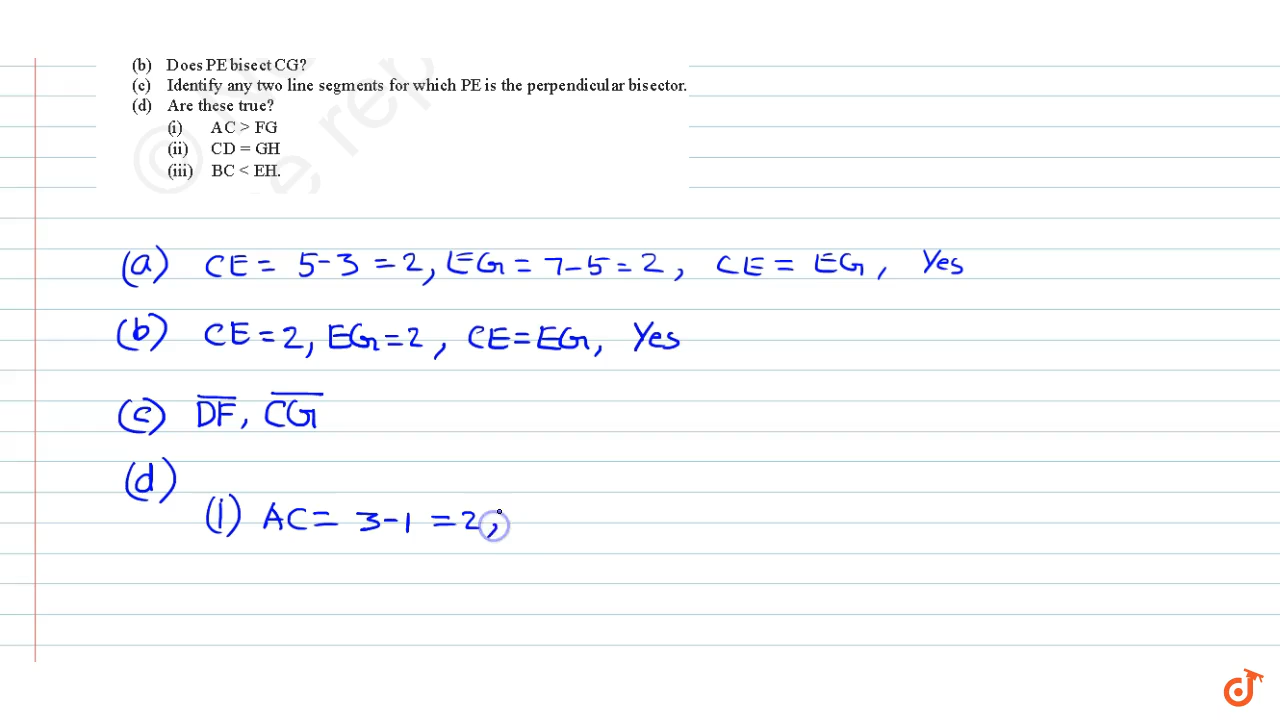 (b) Does PE bisect CG?
(c) Identify any two line segments for which PE is the perpendicular bisector.
(d) Are these true?
(i) AC > FG
(ii) CD = GH
(iii) BC < EH.
(a) CE = 5-3 = 2, EG = 7-5 = 2, CE = EG, Yes
(b) CE = 2, EG = 2, CE = EG, Yes
(c) D̅F̅, C̅G̅
(d)
(i) AC = 3-1 = 2,